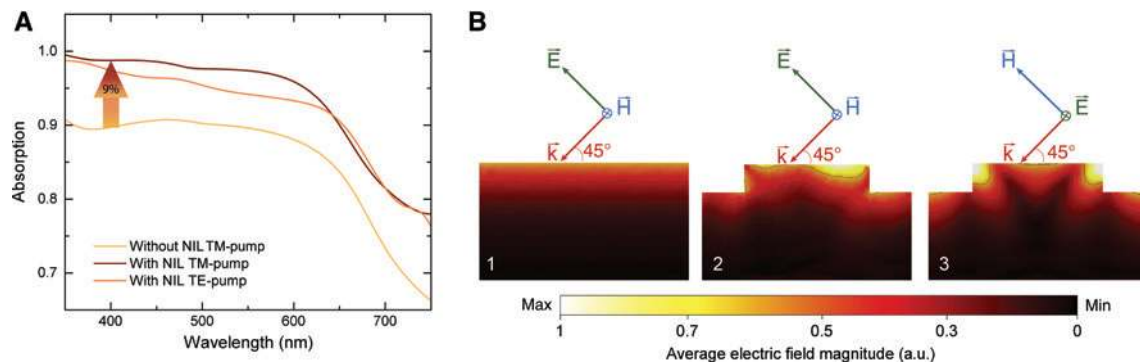 A
Absorption
1.0
0.9
0.8
0.7
9%
Without NIL TM-pump
With NIL TM-pump
With NIL TE-pump
400 500 600 700
Wavelength (nm)
B
E H k 45°
1
E H k 45°
2
H E k 45°
3
Max Min
1 0.7 0.5 0.3 0
Average electric field magnitude (a.u.)